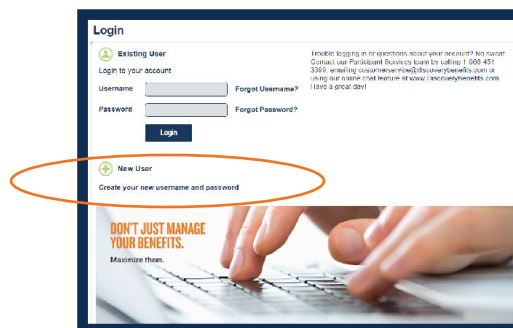 Login
Existing User
Login to your account
Username
Forgot Username?
Password
Forgot Password?
Login
Trouble logging in or questions about your account? No sweat.
Contact our Participant Services team by calling 1 866 451
3399, emailing customerservice@discoverybenefits.com or
using our online chat feature at www.DiscoveryBenefits.com.
Have a great day!
New User
Create your new username and password
DON'T JUST MANAGE
YOUR BENEFITS.
Maximize them.